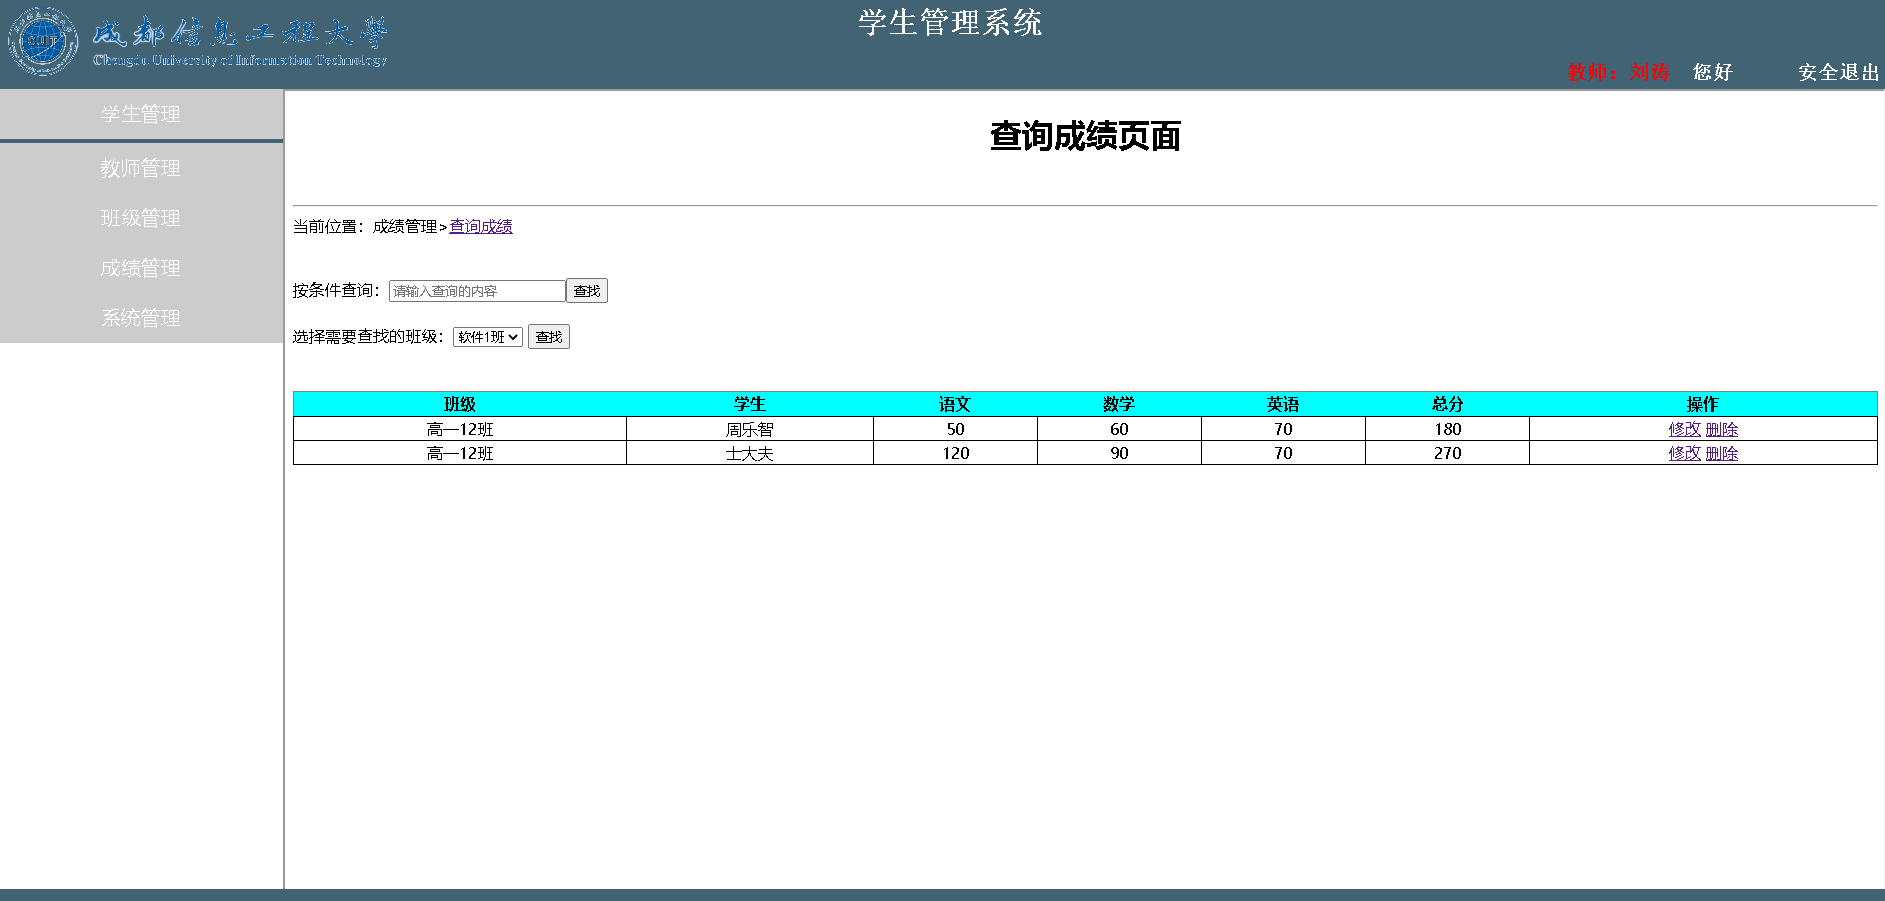 成都信息工程大學
Chengdu University of Information Technology
学生管理系统
教师：刘涛 您好 安全退出
学生管理
教师管理
班级管理
成绩管理
系统管理
查询成绩页面
当前位置：成绩管理>查询成绩
按条件查询： 请输入查询的内容 查找
选择需要查找的班级： 软件1班 查找
班级 学生 语文 数学 英语 总分 操作
高一12班 周乐智 50 60 70 180 修改 删除
高一12班 士大夫 120 90 70 270 修改 删除